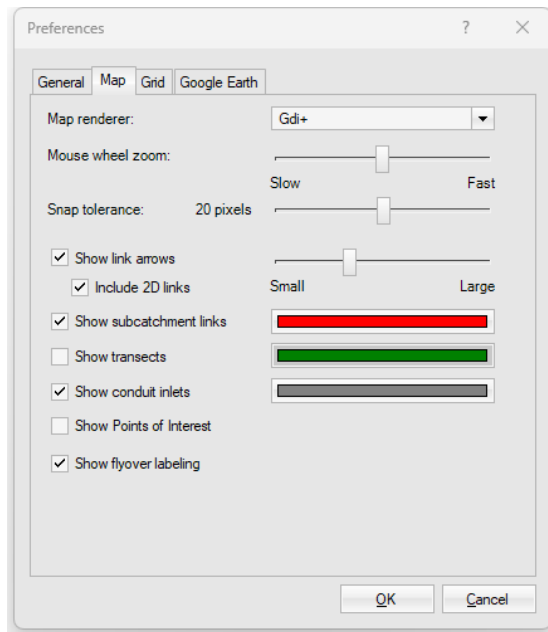 Preferences ?
General Map Grid Google Earth
Map renderer: Gdi+
Mouse wheel zoom:
Slow Fast
Snap tolerance: 20 pixels
Show link arrows
Include 2D links Small Large
Show subcatchment links
Show transects
Show conduit inlets
Show Points of Interest
Show flyover labeling
OK Cancel